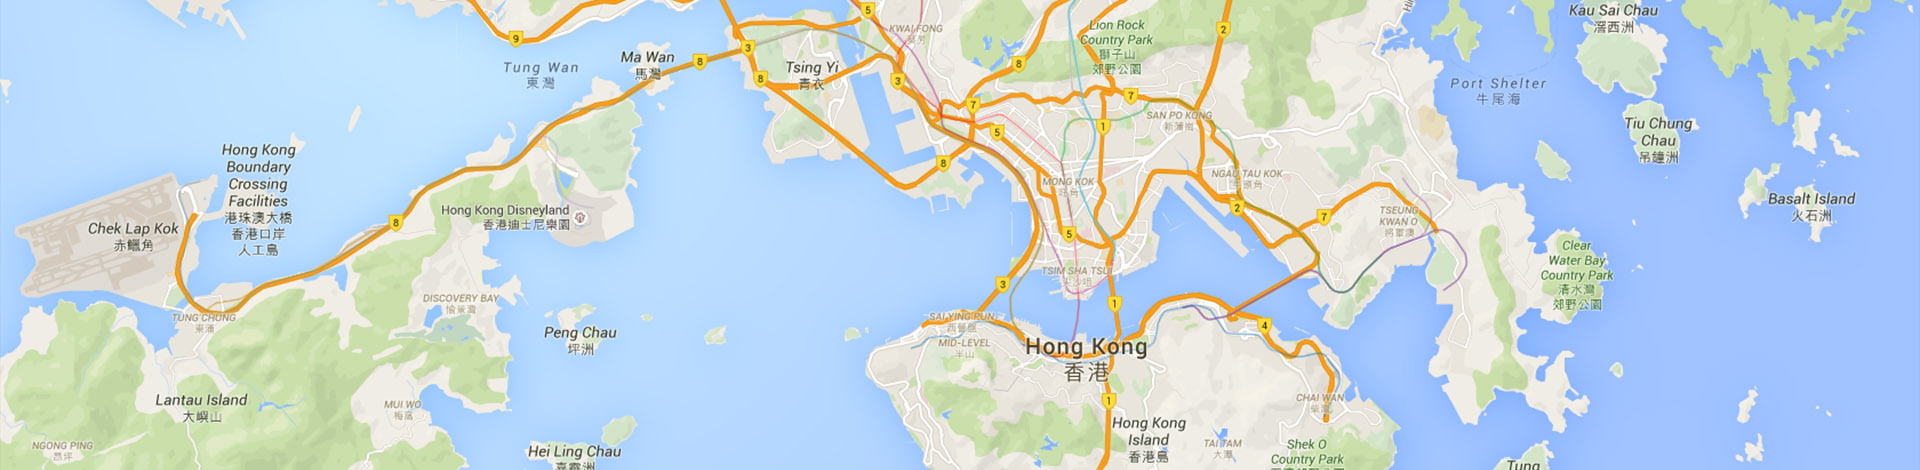 Kau Sai Chau
滘西洲
5
KWAI FONG
葵芳
2
Lion Rock
Country Park
獅子山
郊野公園
9
3
Ma Wan
馬灣
8
Tung Wan
東灣
8
Tsing Yi
青衣
3
8
Port Shelter
牛尾海
7
7
1
SAN PO KONG
新蒲崗
5
Tiu Chung
Chau
吊鐘洲
Hong Kong
Boundary
Crossing
Facilities
港珠澳大橋
香港口岸
人工島
8
MONG KOK
旺角
NGAU TAU KOK
牛頭角
Basalt Island
火石洲
Chek Lap Kok
赤鱲角
8
Hong Kong Disneyland
香港迪士尼樂園
2
7
TSEUNG
KWAN O
將軍澳
5
Clear
Water Bay
Country Park
清水灣
郊野公園
TSIM SHA TSUI
尖沙咀
3
1
DISCOVERY BAY
愉景灣
TUNG CHUNG
東涌
Peng Chau
坪洲
SAI YING PUN
西營盤
MID-LEVEL
半山
4
Hong Kong
香港
Lantau Island
大嶼山
MUI WO
梅窩
1
CHAI WAN
柴灣
Hong Kong
Island
香港島
NGONG PING
昂坪
Hei Ling Chau
TAI TAM
大潭
Shek O
Country Park
Tung